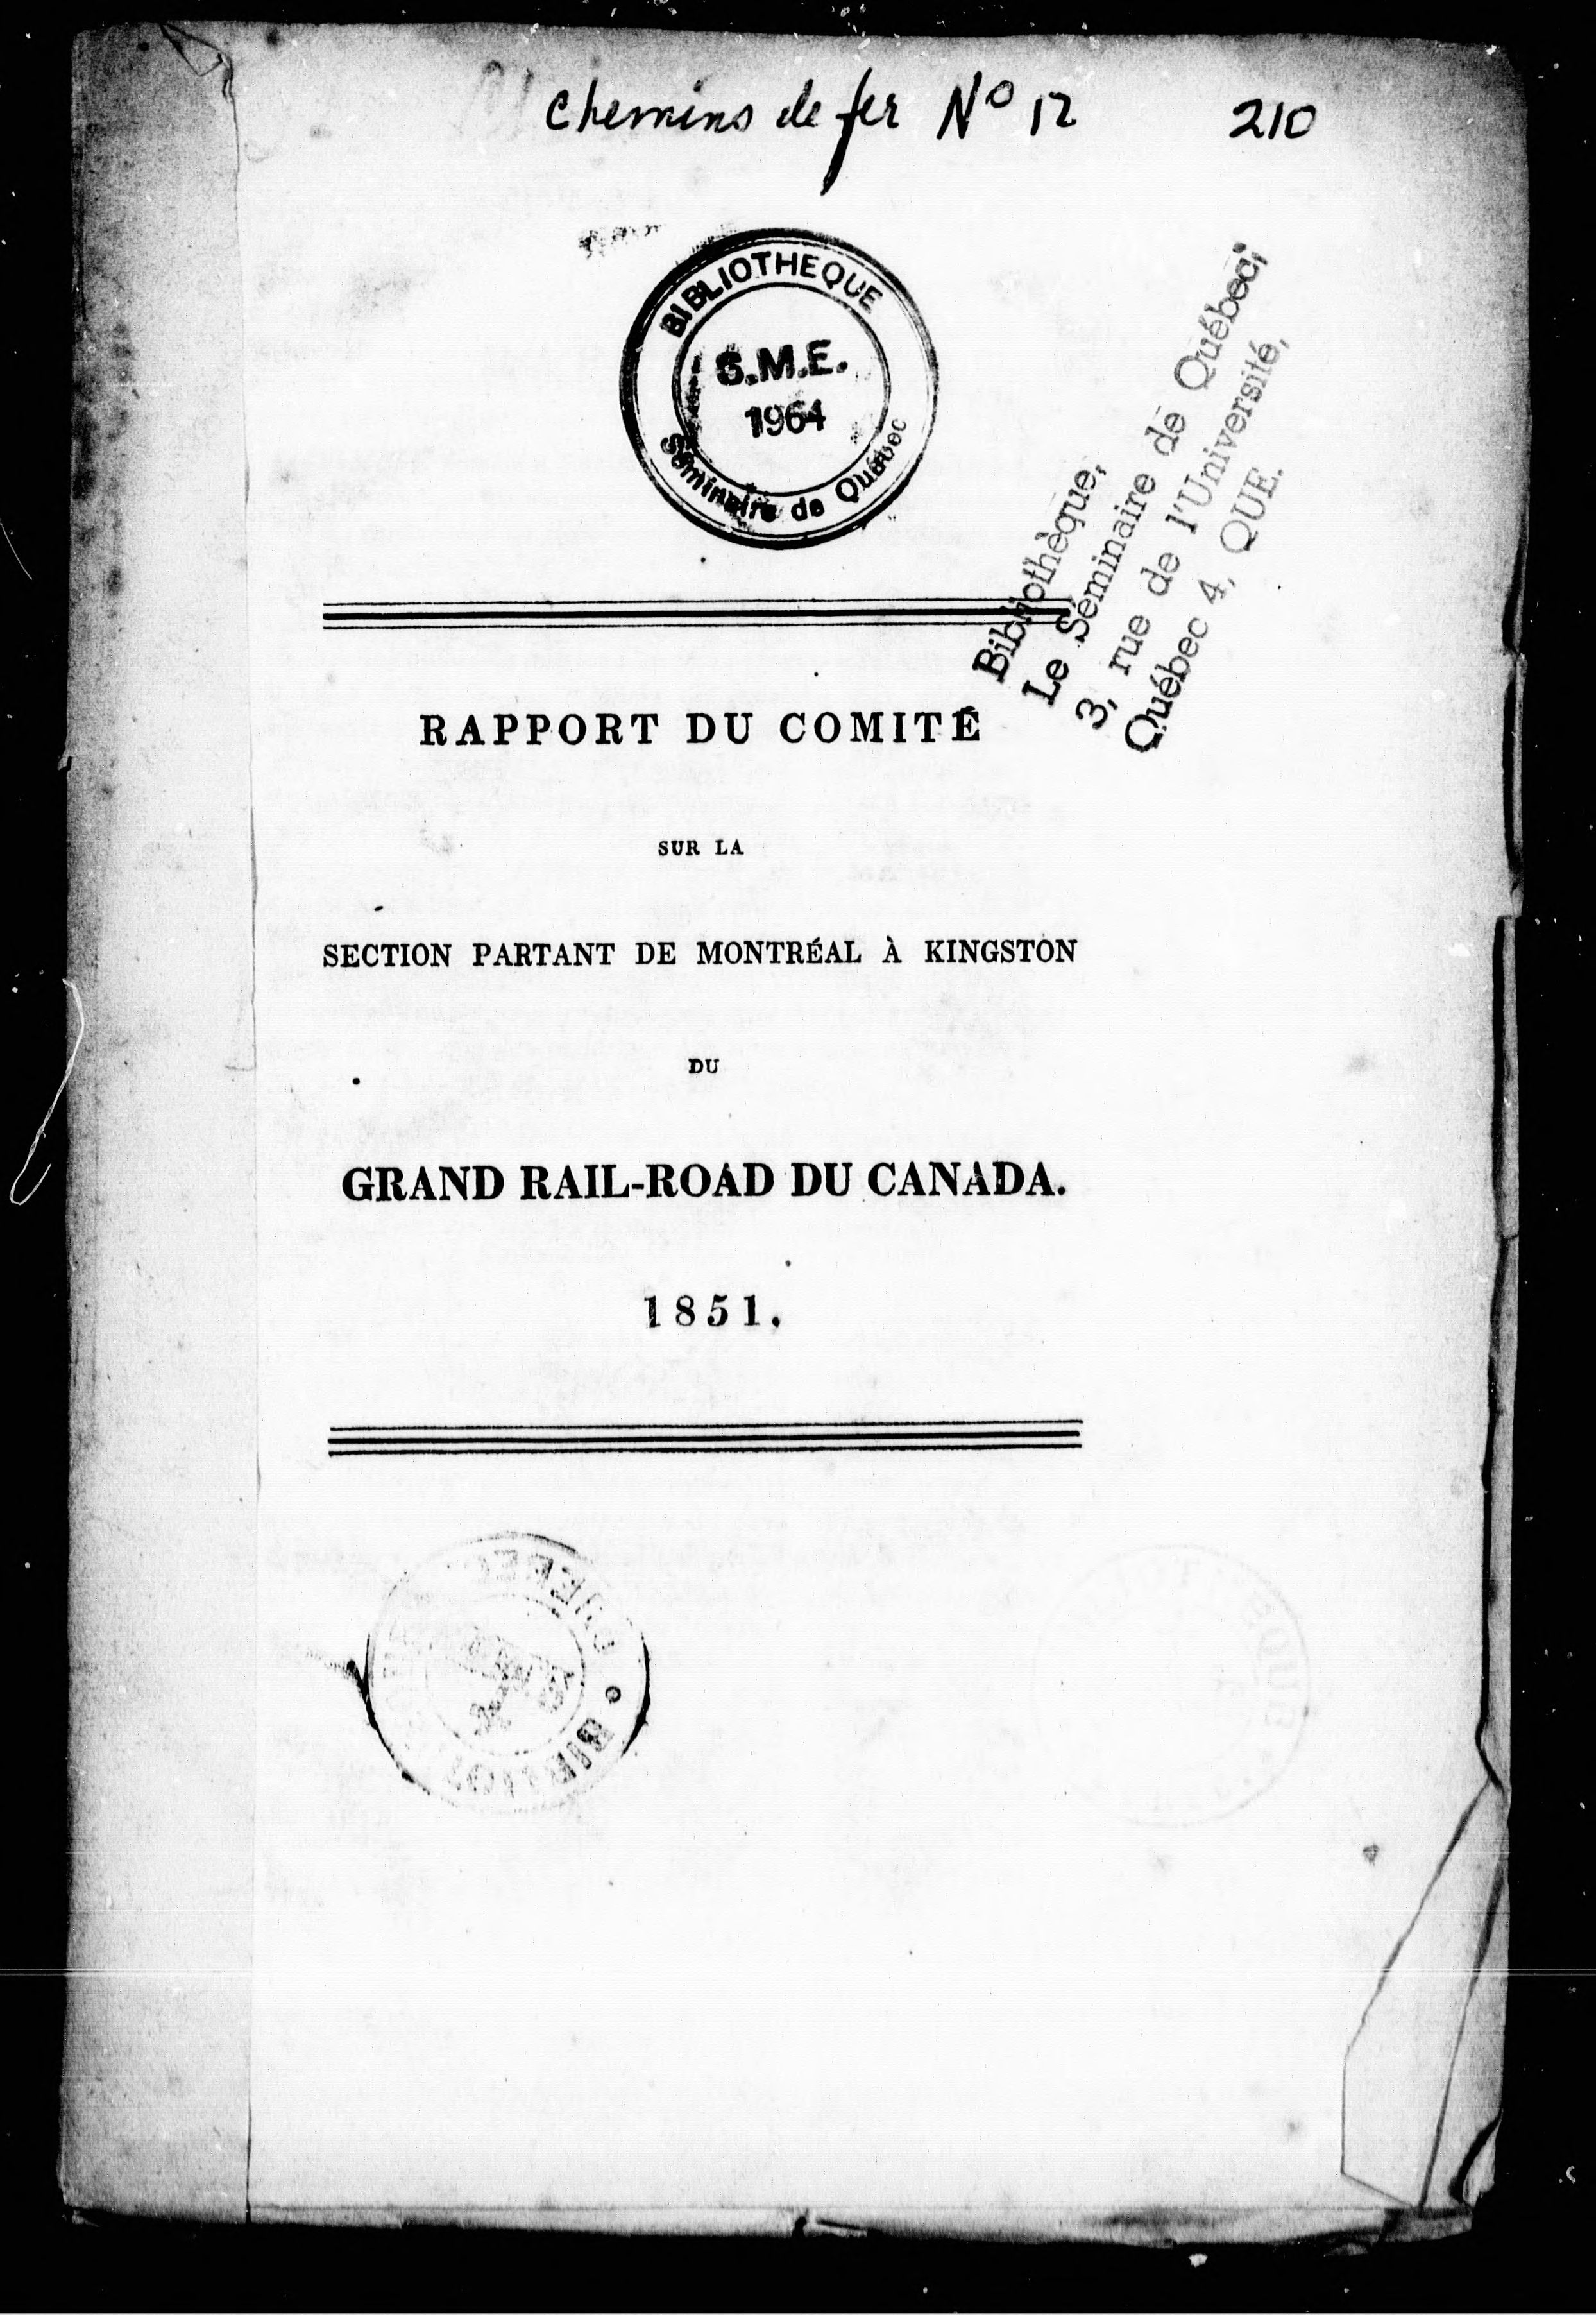 Chemins de fer No 12 210
BIBLIOTHEQUE
S.M.E.
1964
Séminaire de Québec
Bibliothèque,
Le Séminaire de Québec,
3, rue de l'Université,
Québec 4, QUE.
RAPPORT DU COMITÉ
SUR LA
SECTION PARTANT DE MONTRÉAL À KINGSTON
DU
GRAND RAIL-ROAD DU CANADA.
1851.